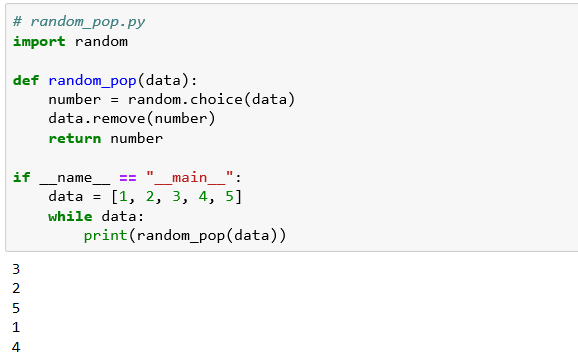 # random_pop.py
import random

def random_pop(data):
    number = random.choice(data)
    data.remove(number)
    return number

if __name__ == "__main__":
    data = [1, 2, 3, 4, 5]
    while data:
        print(random_pop(data))
3
2
5
1
4